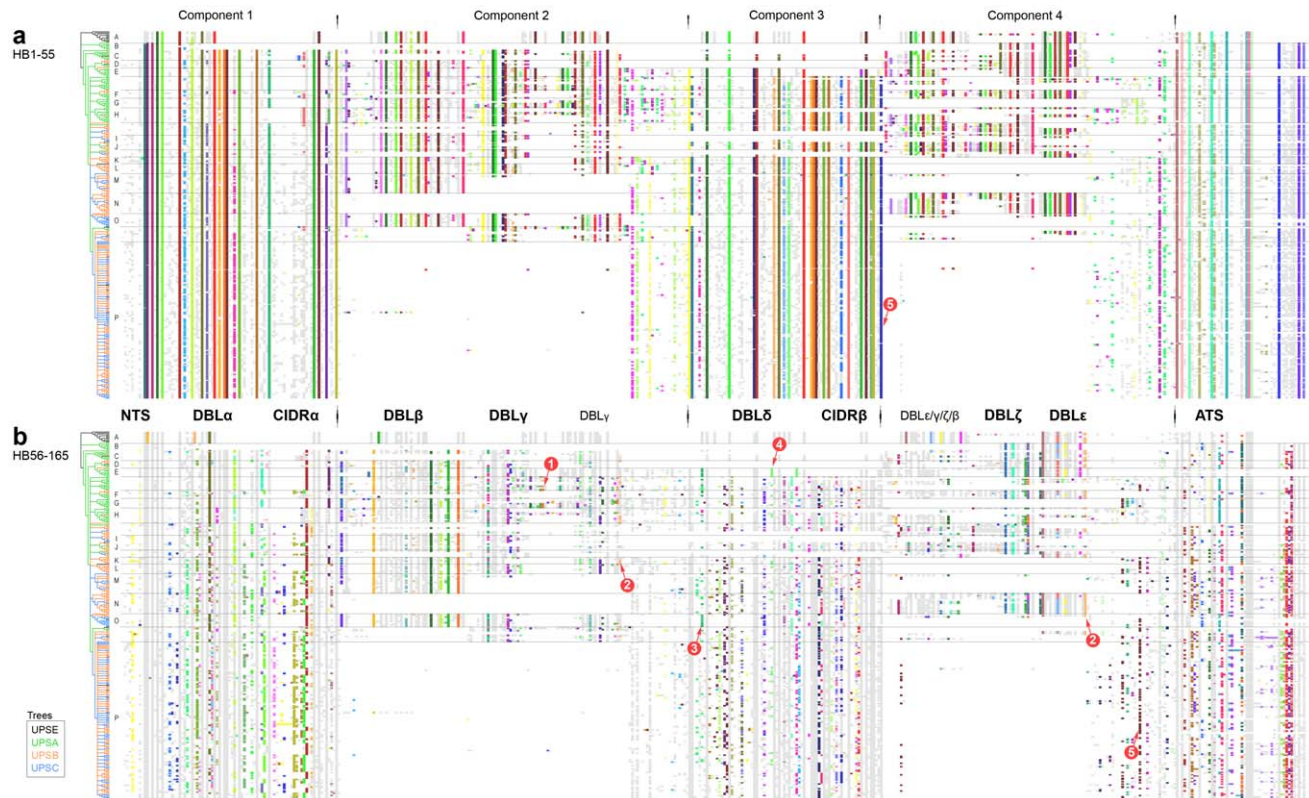 Component 1 Component 2 Component 3 Component 4
a
HB1-55
A
B
C
D
E
F
G
H
I
J
K
L
M
N
O
P
5
NTS DBLα CIDRα DBLβ DBLγ DBLγ DBLδ CIDRβ DBLε/γ/ζ/β DBLζ DBLε ATS
b
HB56-165
A
B
C
D
E
F
G
H
I
J
K
L
M
N
O
P
4
1
2
3
2
5
Trees
UPSE
UPSA
UPSB
UPSC